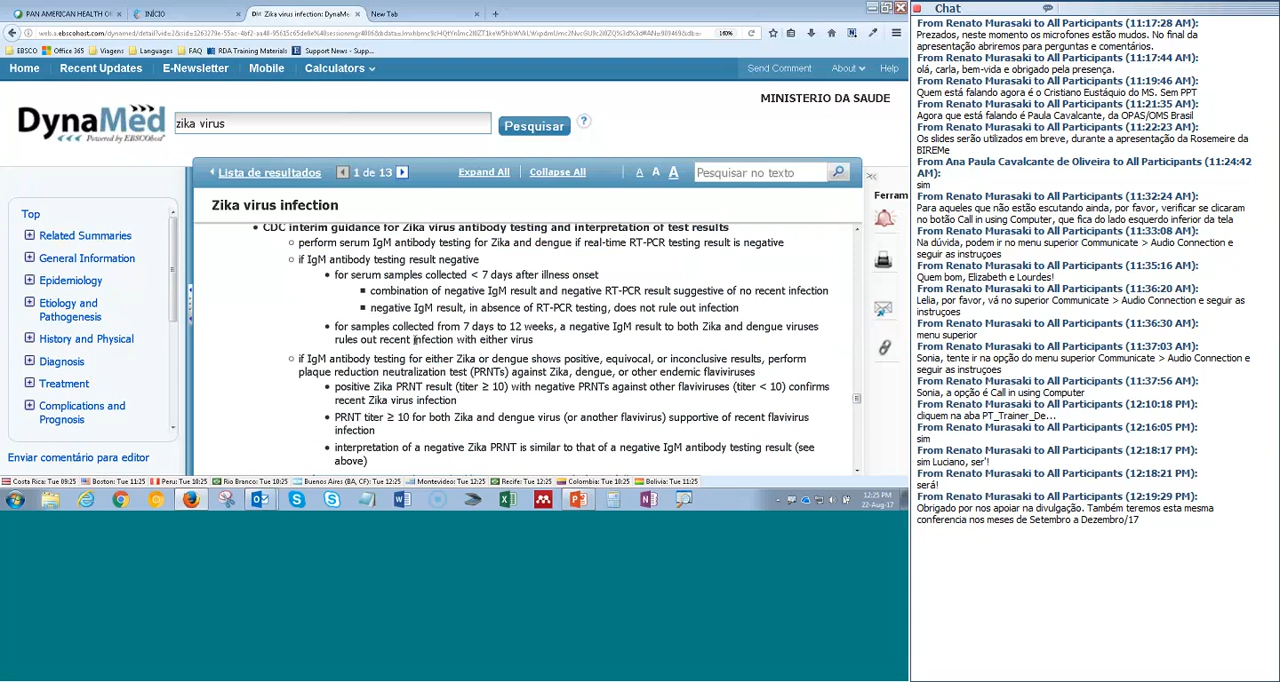 PAN AMERICAN HEALTH O
INÍCIO
Zika virus infection: DynaMe...
New Tab
160%
EBSCO
Office 365
Viagens
Languages
FAQ
RDA Training Materials
Support News - Supp...
Home
Recent Updates
E-Newsletter
Mobile
Calculators
Send Comment
About
Help
DynaMed
Powered by EBSCOhost
zika virus
Pesquisar
?
MINISTERIO DA SAUDE
Lista de resultados
1 de 13
Expand All
Collapse All
A A A
Pesquisar no texto
Ferram
Zika virus infection
Top
Related Summaries
General Information
Epidemiology
Etiology and
Pathogenesis
History and Physical
Diagnosis
Treatment
Complications and
Prognosis
Enviar comentário para editor
• CDC interim guidance for Zika virus antibody testing and interpretation of test results
perform serum IgM antibody testing for Zika and dengue if real-time RT-PCR testing result is negative
if IgM antibody testing result negative
• for serum samples collected < 7 days after illness onset
combination of negative IgM result and negative RT-PCR result suggestive of no recent infection
negative IgM result, in absence of RT-PCR testing, does not rule out infection
• for samples collected from 7 days to 12 weeks, a negative IgM result to both Zika and dengue viruses
rules out recent infection with either virus
if IgM antibody testing for either Zika or dengue shows positive, equivocal, or inconclusive results, perform
plaque reduction neutralization test (PRNTs) against Zika, dengue, or other endemic flaviviruses
• positive Zika PRNT result (titer ≥ 10) with negative PRNTs against other flaviviruses (titer < 10) confirms
recent Zika virus infection
• PRNT titer ≥ 10 for both Zika and dengue virus (or another flavivirus) supportive of recent flavivirus
infection
• interpretation of a negative Zika PRNT is similar to that of a negative IgM antibody testing result (see
above)
Costa Rica: Tue 09:25
Boston: Tue 11:25
Peru: Tue 10:25
Rio Branco: Tue 10:25
Buenos Aires (BA, CF): Tue 12:25
Montevideo: Tue 12:25
Recife: Tue 12:25
Colombia: Tue 10:25
Bolivia: Tue 11:25
12:25 PM
22-Aug-17
Chat
From Renato Murasaki to All Participants (11:17:28 AM):
Prezados, neste momento os microfones estão mudos. No final da
apresentação abriremos para perguntas e comentários.
From Renato Murasaki to All Participants (11:17:44 AM):
olá, carla, bem-vida e obrigado pela presença.
From Renato Murasaki to All Participants (11:19:46 AM):
Quem está falando agora é o Cristiano Eustáquio do MS. Sem PPT
From Renato Murasaki to All Participants (11:21:35 AM):
Agora que está falando é Paula Cavalcante, da OPAS/OMS Brasil
From Renato Murasaki to All Participants (11:22:23 AM):
Os slides serão utilizados em breve, durante a apresentação da Rosemeire da
BIREMe
From Ana Paula Cavalcante de Oliveira to All Participants (11:24:42
AM):
sim
From Renato Murasaki to All Participants (11:32:24 AM):
Para aqueles que não estão escutando ainda, por favor, verificar se clicaram
no botão Call in using Computer, que fica do lado esquerdo inferior da tela
From Renato Murasaki to All Participants (11:33:08 AM):
Na dúvida, podem ir no menu superior Communicate > Audio Connection e
seguir as instruçoes
From Renato Murasaki to All Participants (11:35:16 AM):
Quem bom, Elizabeth e Lourdes!
From Renato Murasaki to All Participants (11:36:20 AM):
Lelia, por favor, vá no superior Communicate > Audio Connection e seguir as
instruçoes
From Renato Murasaki to All Participants (11:36:30 AM):
menu superior
From Renato Murasaki to All Participants (11:37:03 AM):
Sonia, tente ir na opção do menu superior Communicate > Audio Connection e
seguir as instruçoes
From Renato Murasaki to All Participants (11:37:56 AM):
Sonia, a opção é Call in using Computer
From Renato Murasaki to All Participants (12:10:18 PM):
cliquem na aba PT_Trainer_De...
From Renato Murasaki to All Participants (12:16:05 PM):
sim
From Renato Murasaki to All Participants (12:18:17 PM):
sim Luciano, ser'!
From Renato Murasaki to All Participants (12:18:21 PM):
será!
From Renato Murasaki to All Participants (12:19:29 PM):
Obrigado por nos apoiar na divulgação. Também teremos esta mesma
conferencia nos meses de Setembro a Dezembro/17